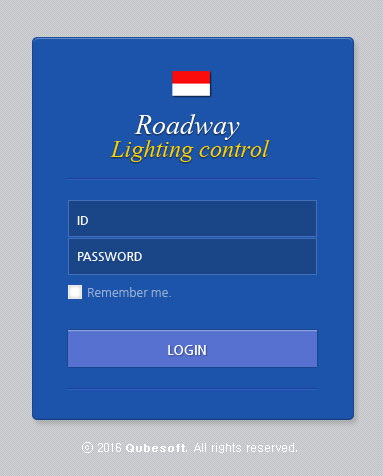 Roadway
Lighting control
ID
PASSWORD
Remember me.
LOGIN
ⓒ 2016 Qubesoft. All rights reserved.